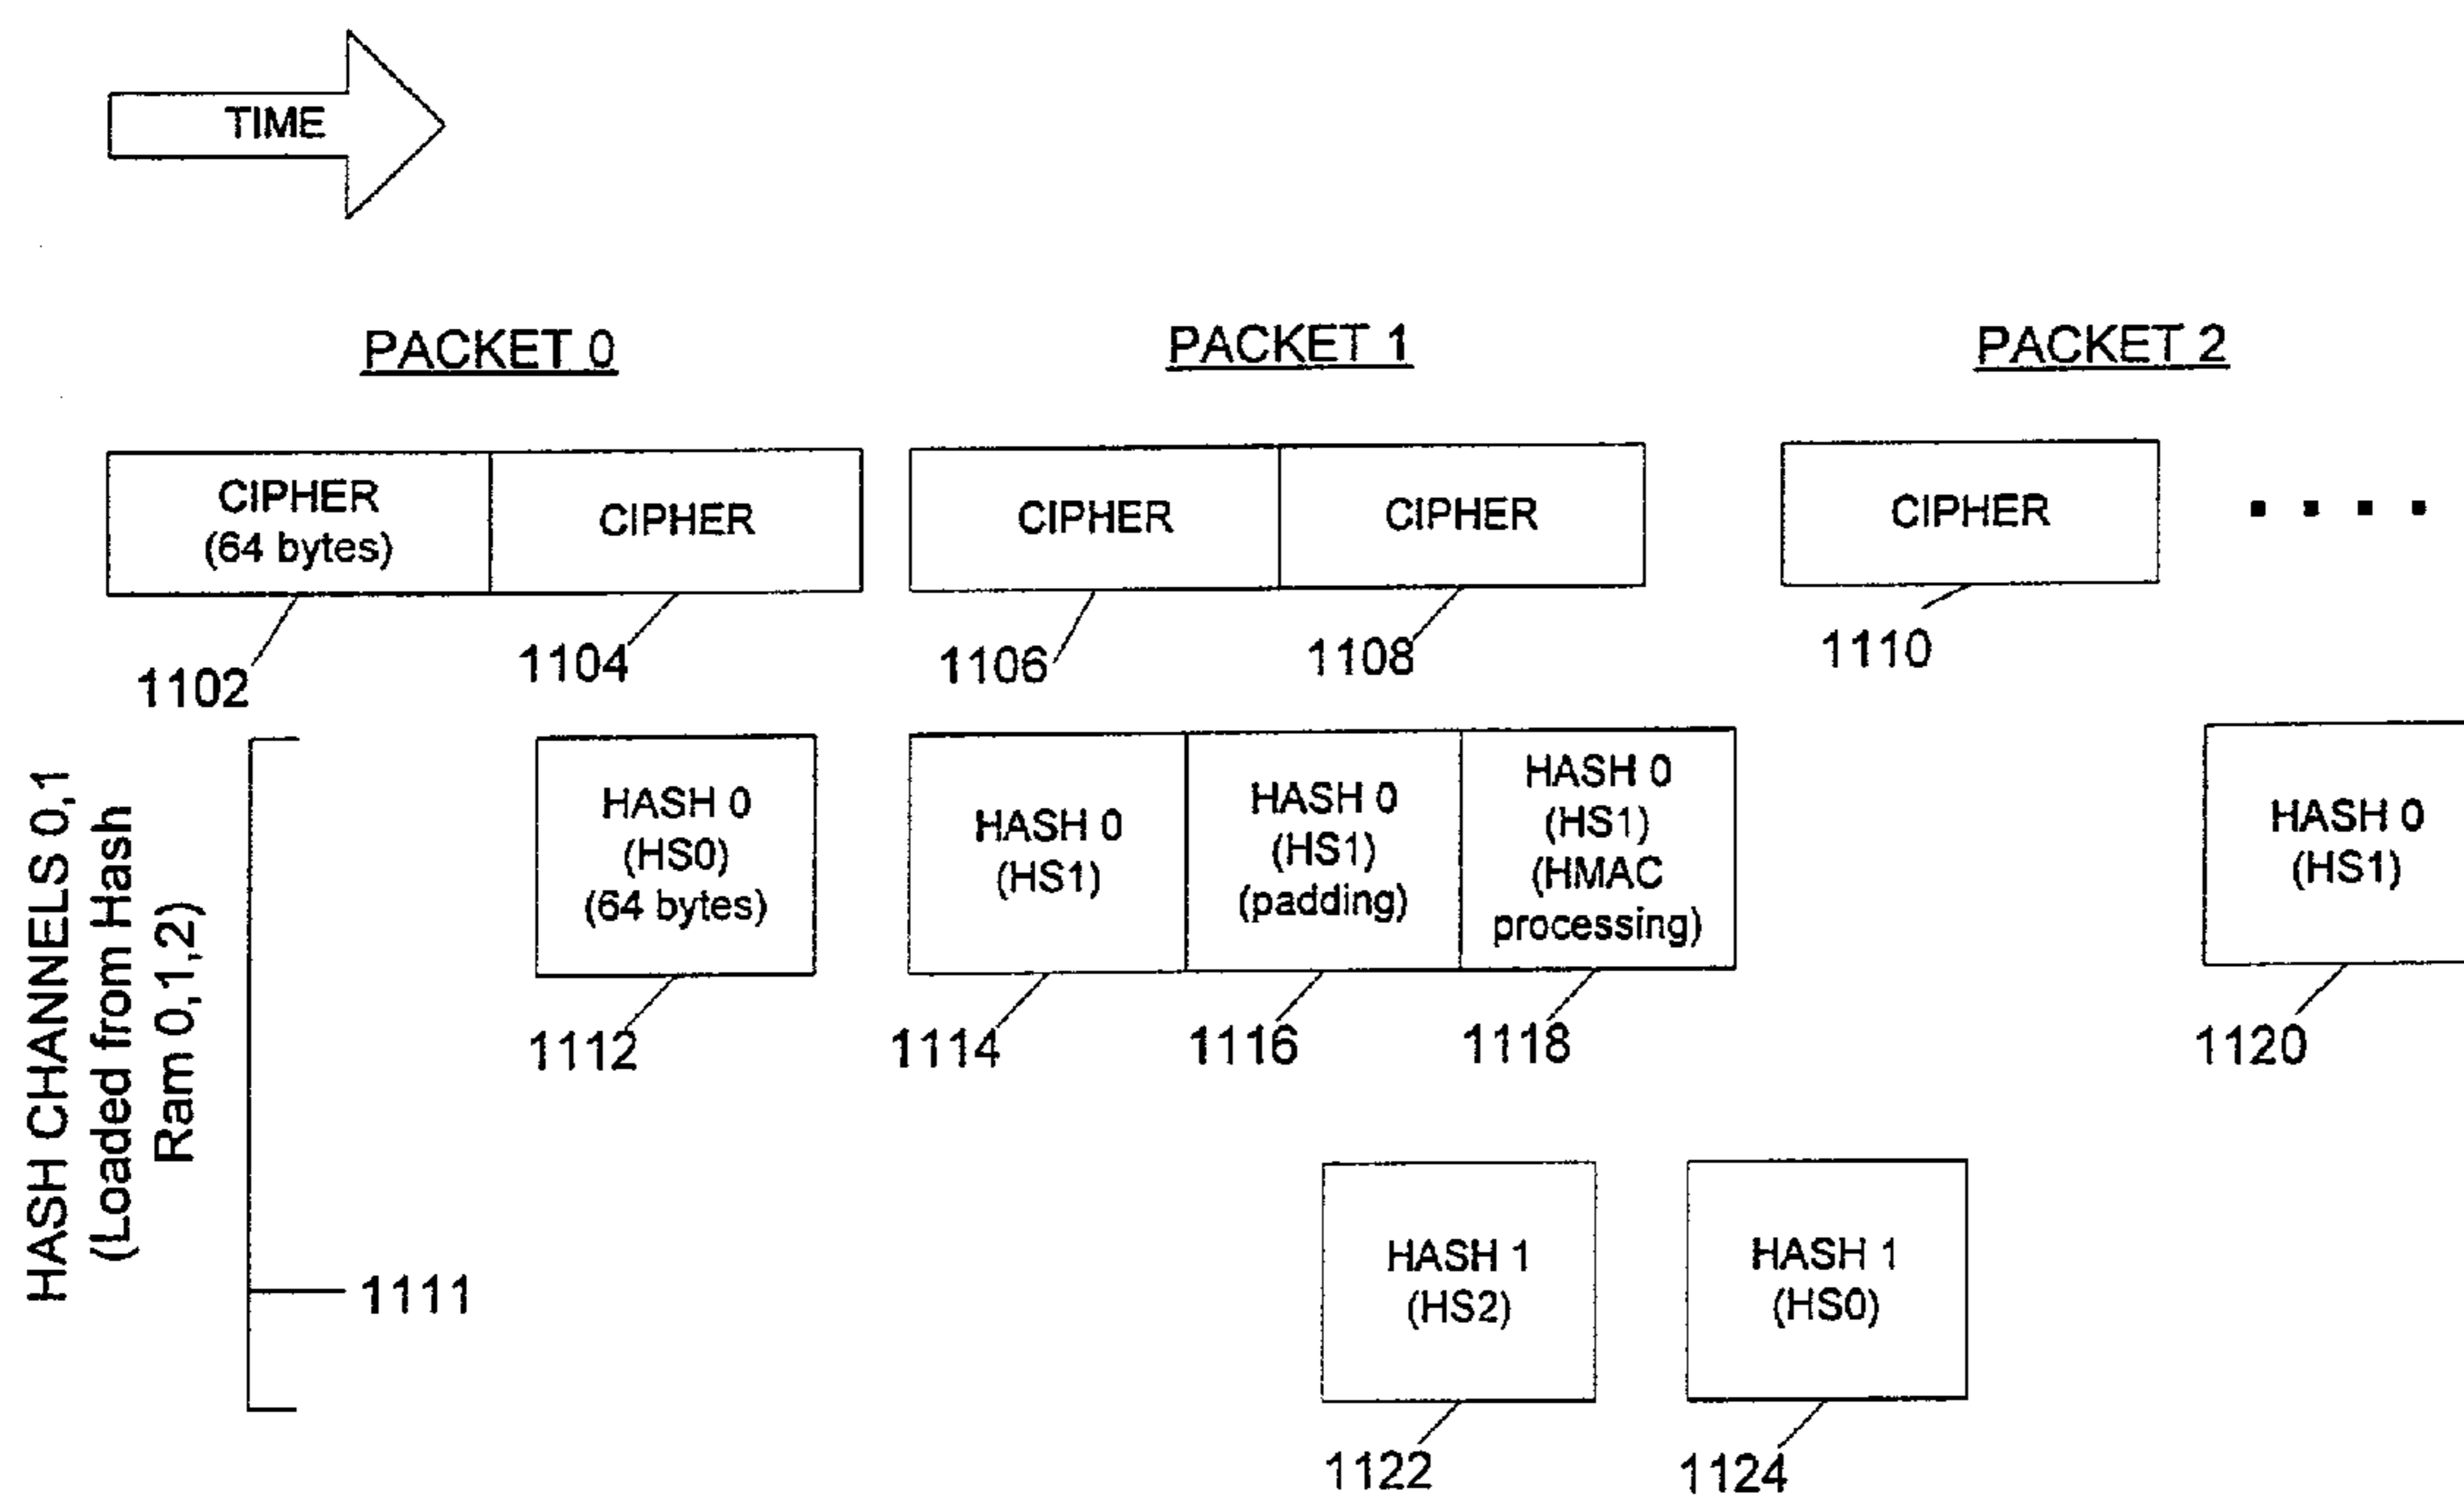 TIME
PACKET 0
PACKET 1
PACKET 2
CIPHER
(64 bytes)
CIPHER
CIPHER
CIPHER
CIPHER
1102
1104
1106
1108
1110
HASH CHANNELS 0,1
(Loaded from Hash
Ram 0,1,2)
HASH 0
(HS0)
(64 bytes)
HASH 0
(HS1)
HASH 0
(HS1)
(padding)
HASH 0
(HS1)
(HMAC
processing)
HASH 0
(HS1)
1112
1114
1116
1118
1120
1111
HASH 1
(HS2)
HASH 1
(HS0)
1122
1124